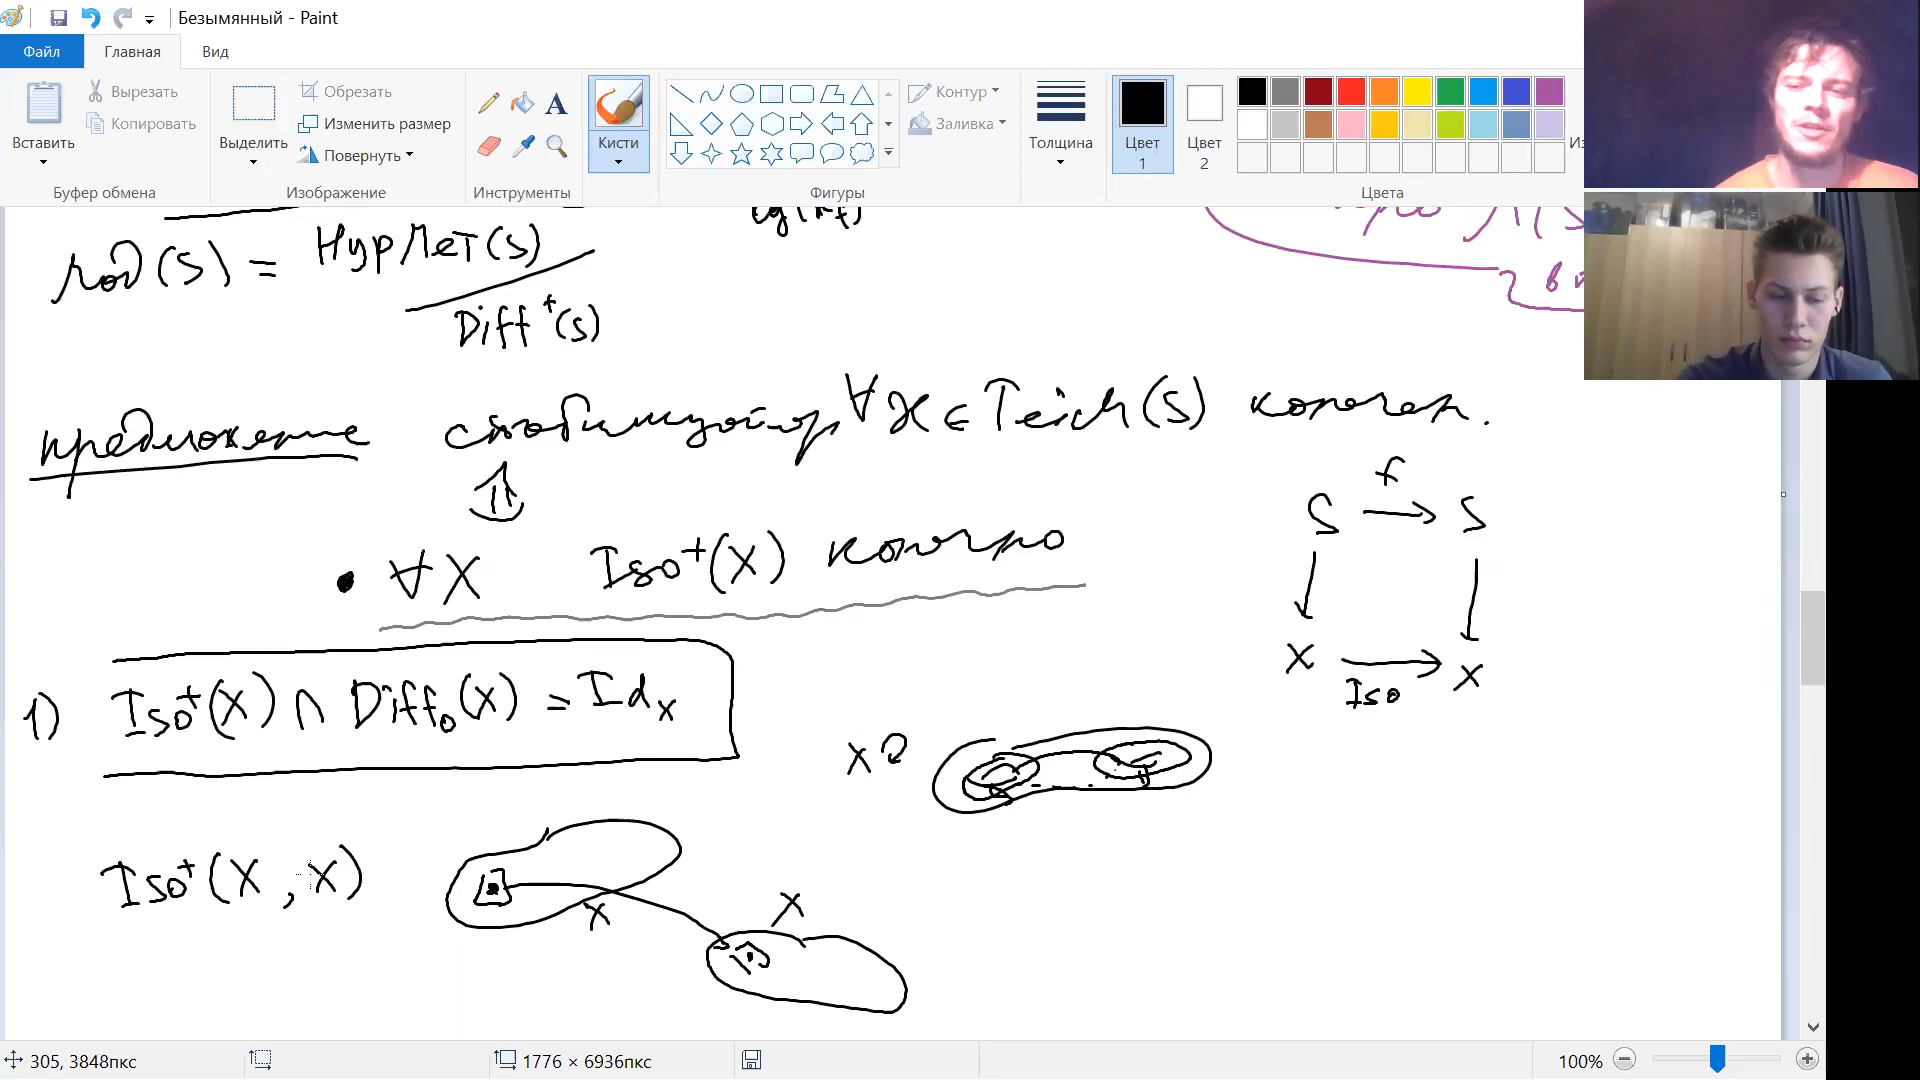 Безымянный - Paint
Файл Главная Вид
Вставить
Вырезать
Копировать
Буфер обмена
Выделить
Обрезать
Изменить размер
Повернуть
Изображение
Инструменты
Кисти
Фигуры
Контур
Заливка
Толщина
Цвет 1
Цвет 2
Цвета
Мод(S) = HypМет(S)
Diff⁺(S)
предложение стабилизатор ∀ X ∈ Teich(S) конечен.
⇑
• ∀X Iso⁺(X) конечно
S f→ S
X → X
Iso
1) Iso⁺(X) ∩ Diff₀(X) = Id_X
X
Iso⁺(X, X)
X
X
305, 3848пкс
1776 × 6936пкс
100%